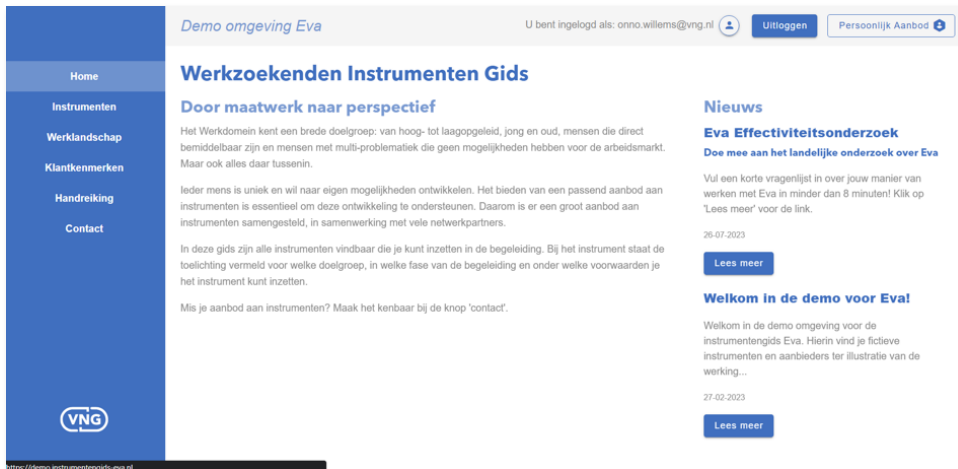 Demo omgeving Eva
U bent ingelogd als: onno.willems@vng.nl
Uitloggen
Persoonlijk Aanbod
Home
Instrumenten
Werklandschap
Klantkenmerken
Handreiking
Contact
VNG
Werkzoekenden Instrumenten Gids
Door maatwerk naar perspectief
Het Werkdomein kent een brede doelgroep: van hoog- tot laagopgeleid, jong en oud, mensen die direct
bemiddelbaar zijn en mensen met multi-problematiek die geen mogelijkheden hebben voor de arbeidsmarkt.
Maar ook alles daar tussenin.
Ieder mens is uniek en wil naar eigen mogelijkheden ontwikkelen. Het bieden van een passend aanbod aan
instrumenten is essentieel om deze ontwikkeling te ondersteunen. Daarom is er een groot aanbod aan
instrumenten samengesteld, in samenwerking met vele netwerkpartners.
In deze gids zijn alle instrumenten vindbaar die je kunt inzetten in de begeleiding. Bij het instrument staat de
toelichting vermeld voor welke doelgroep, in welke fase van de begeleiding en onder welke voorwaarden je
het instrument kunt inzetten.
Mis je aanbod aan instrumenten? Maak het kenbaar bij de knop 'contact'.
Nieuws
Eva Effectiviteitsonderzoek
Doe mee aan het landelijke onderzoek over Eva
Vul een korte vragenlijst in over jouw manier van
werken met Eva in minder dan 8 minuten! Klik op
'Lees meer' voor de link.
26-07-2023
Lees meer
Welkom in de demo voor Eva!
Welkom in de demo omgeving voor de
instrumentengids Eva. Hierin vind je fictieve
instrumenten en aanbieders ter illustratie van de
werking...
27-02-2023
Lees meer
https://demo.instrumentengids-eva.nl